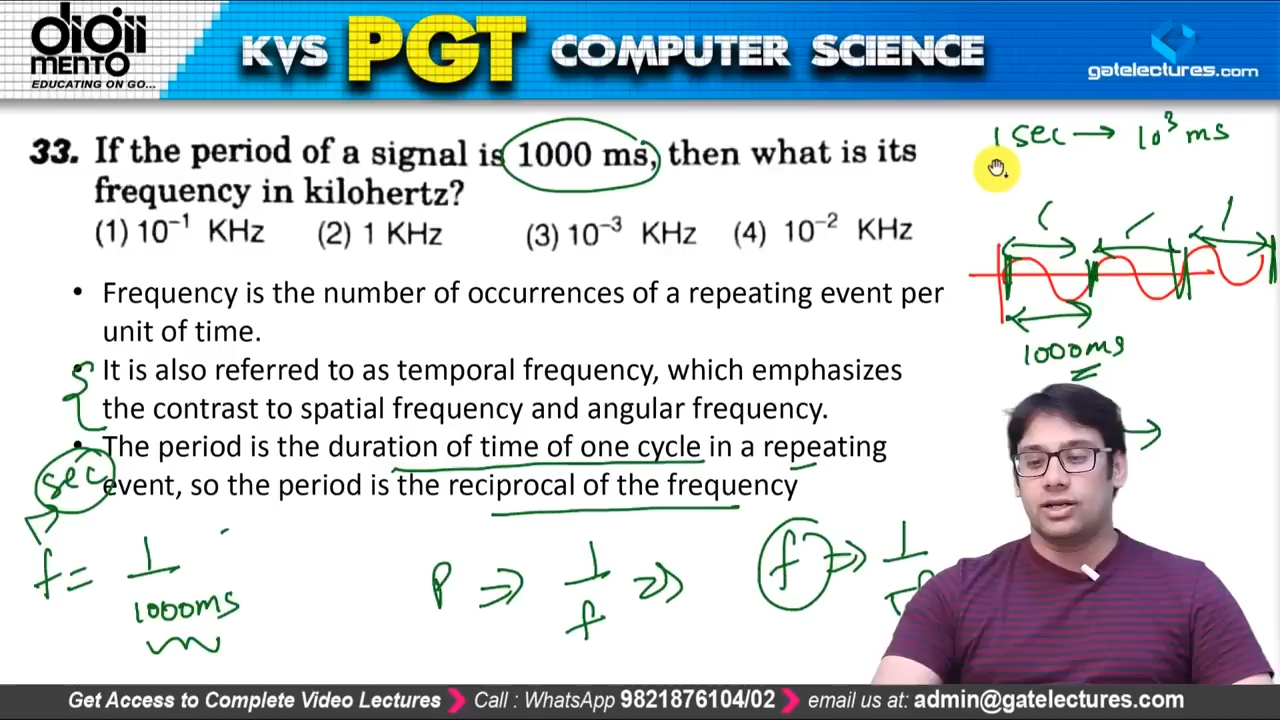 digii MENTO
EDUCATING ON GO...
KVS PGT COMPUTER SCIENCE
gatelectures.com
33. If the period of a signal is 1000 ms, then what is its
frequency in kilohertz?
(1) 10⁻¹ KHz (2) 1 KHz (3) 10⁻³ KHz (4) 10⁻² KHz
1 sec → 10³ ms
1000ms
• Frequency is the number of occurrences of a repeating event per
unit of time.
• It is also referred to as temporal frequency, which emphasizes
the contrast to spatial frequency and angular frequency.
• The period is the duration of time of one cycle in a repeating
event, so the period is the reciprocal of the frequency
sec
f = 1/1000ms
P ⇒ 1/f ⇒ f ⇒ 1/
Get Access to Complete Video Lectures Call : WhatsApp 9821876104/02 email us at: admin@gatelectures.com